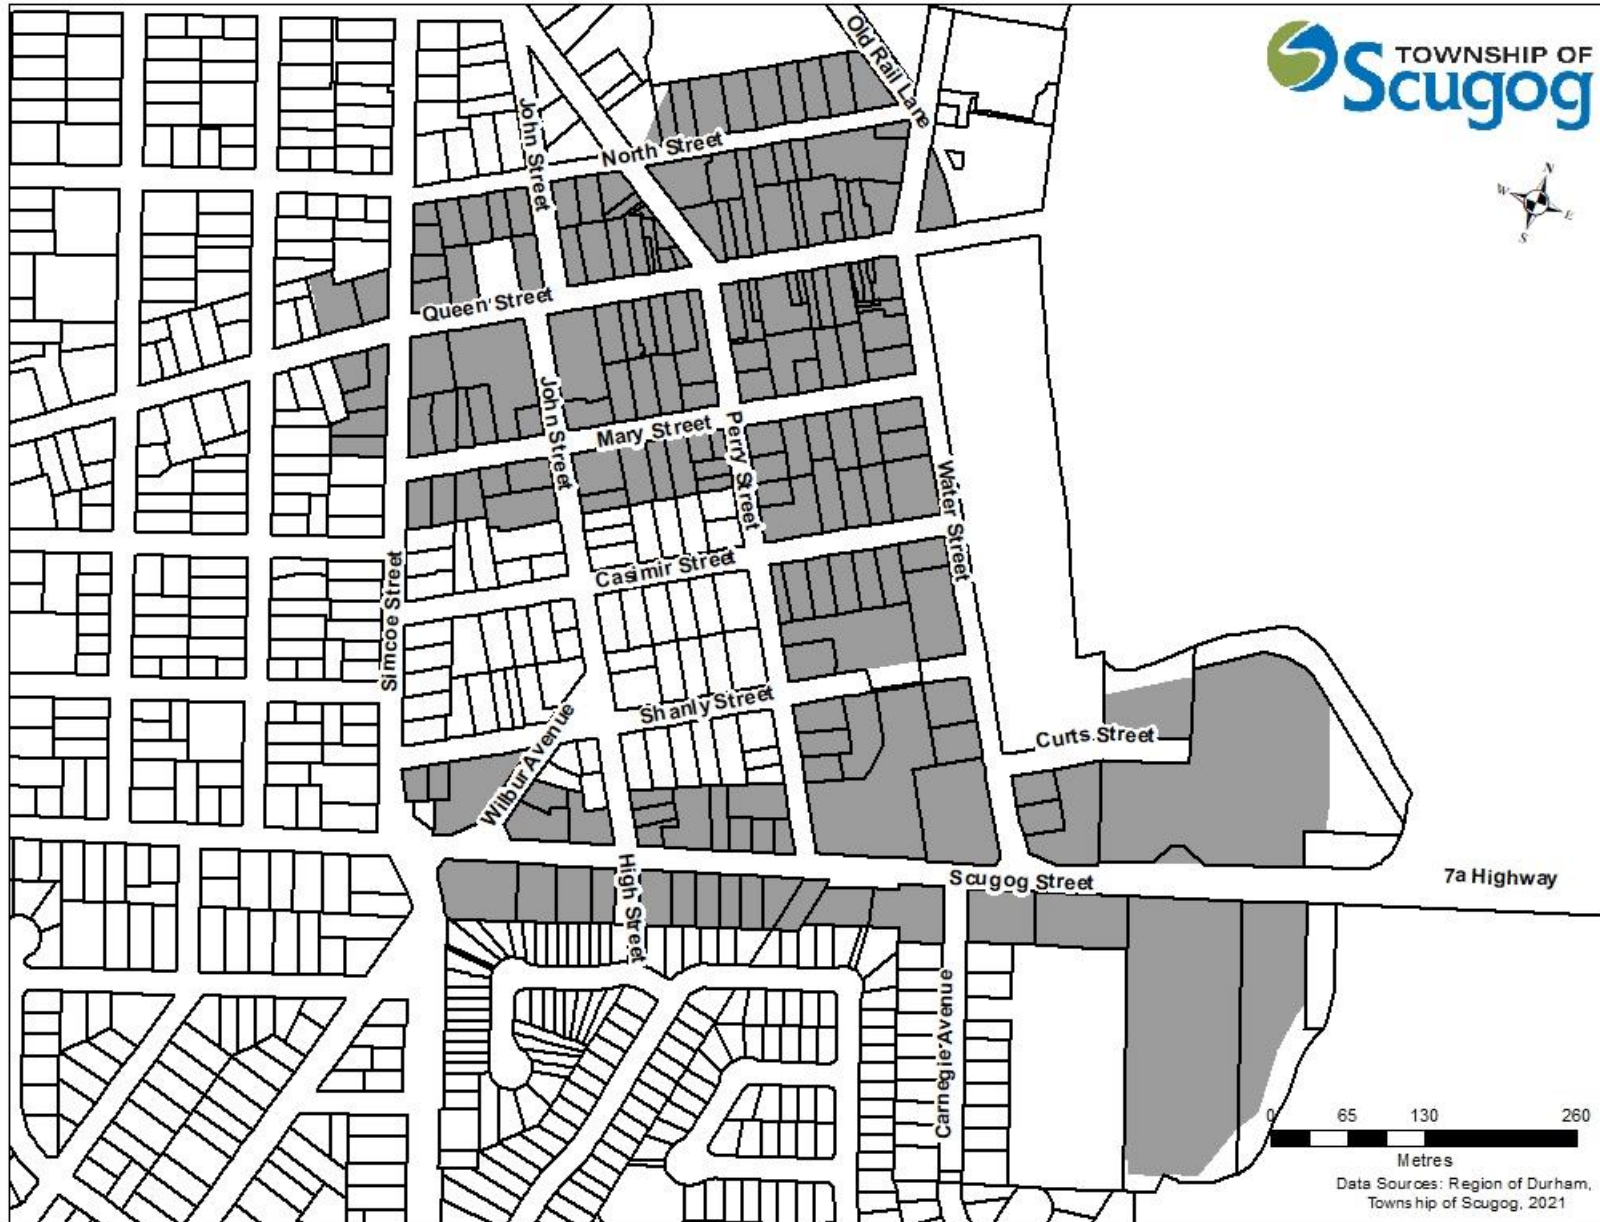 TOWNSHIP OF
Scugog
Old Rail Lane
John Street
North Street
N
W
E
S
Queen Street
John Street
Mary Street
Perry Street
Water Street
Simcoe Street
Casimir Street
Shanly Street
Wilbur Avenue
Curts Street
High Street
Scugog Street
7a Highway
Carnegie Avenue
0 65 130 260
Metres
Data Sources: Region of Durham,
Township of Scugog, 2021